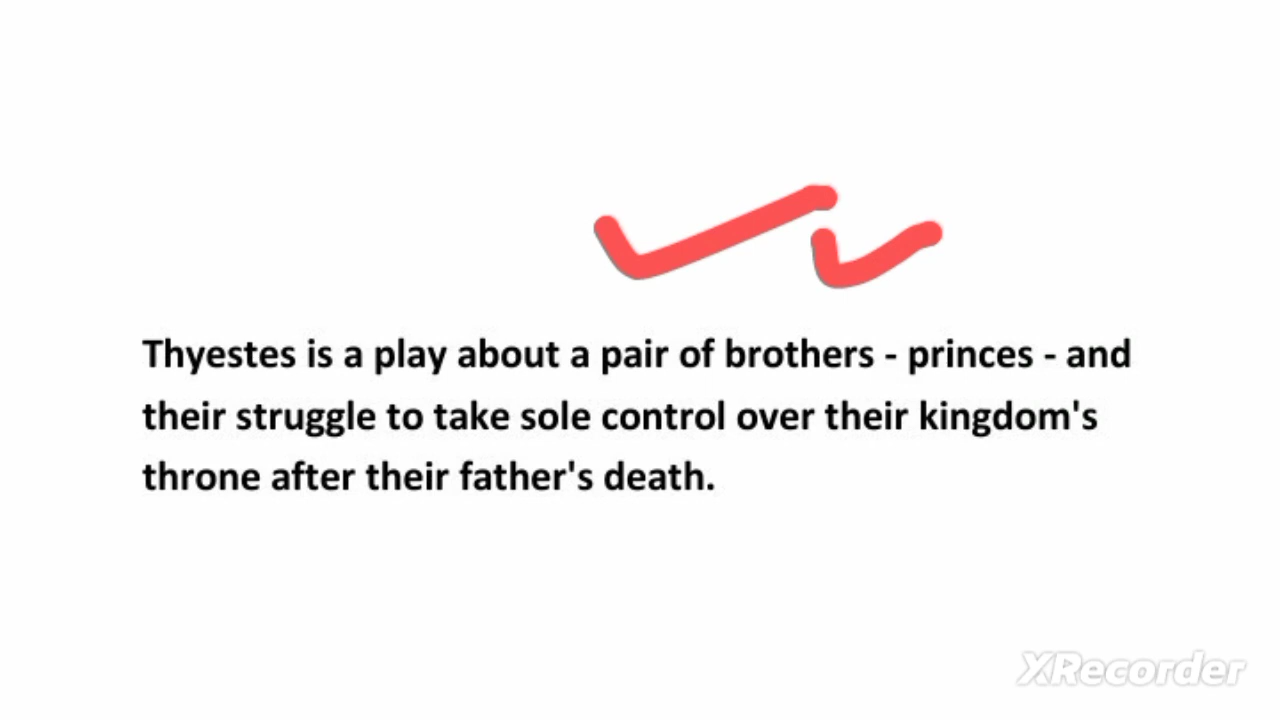 Thyestes is a play about a pair of brothers - princes - and
their struggle to take sole control over their kingdom's
throne after their father's death.
XRecorder